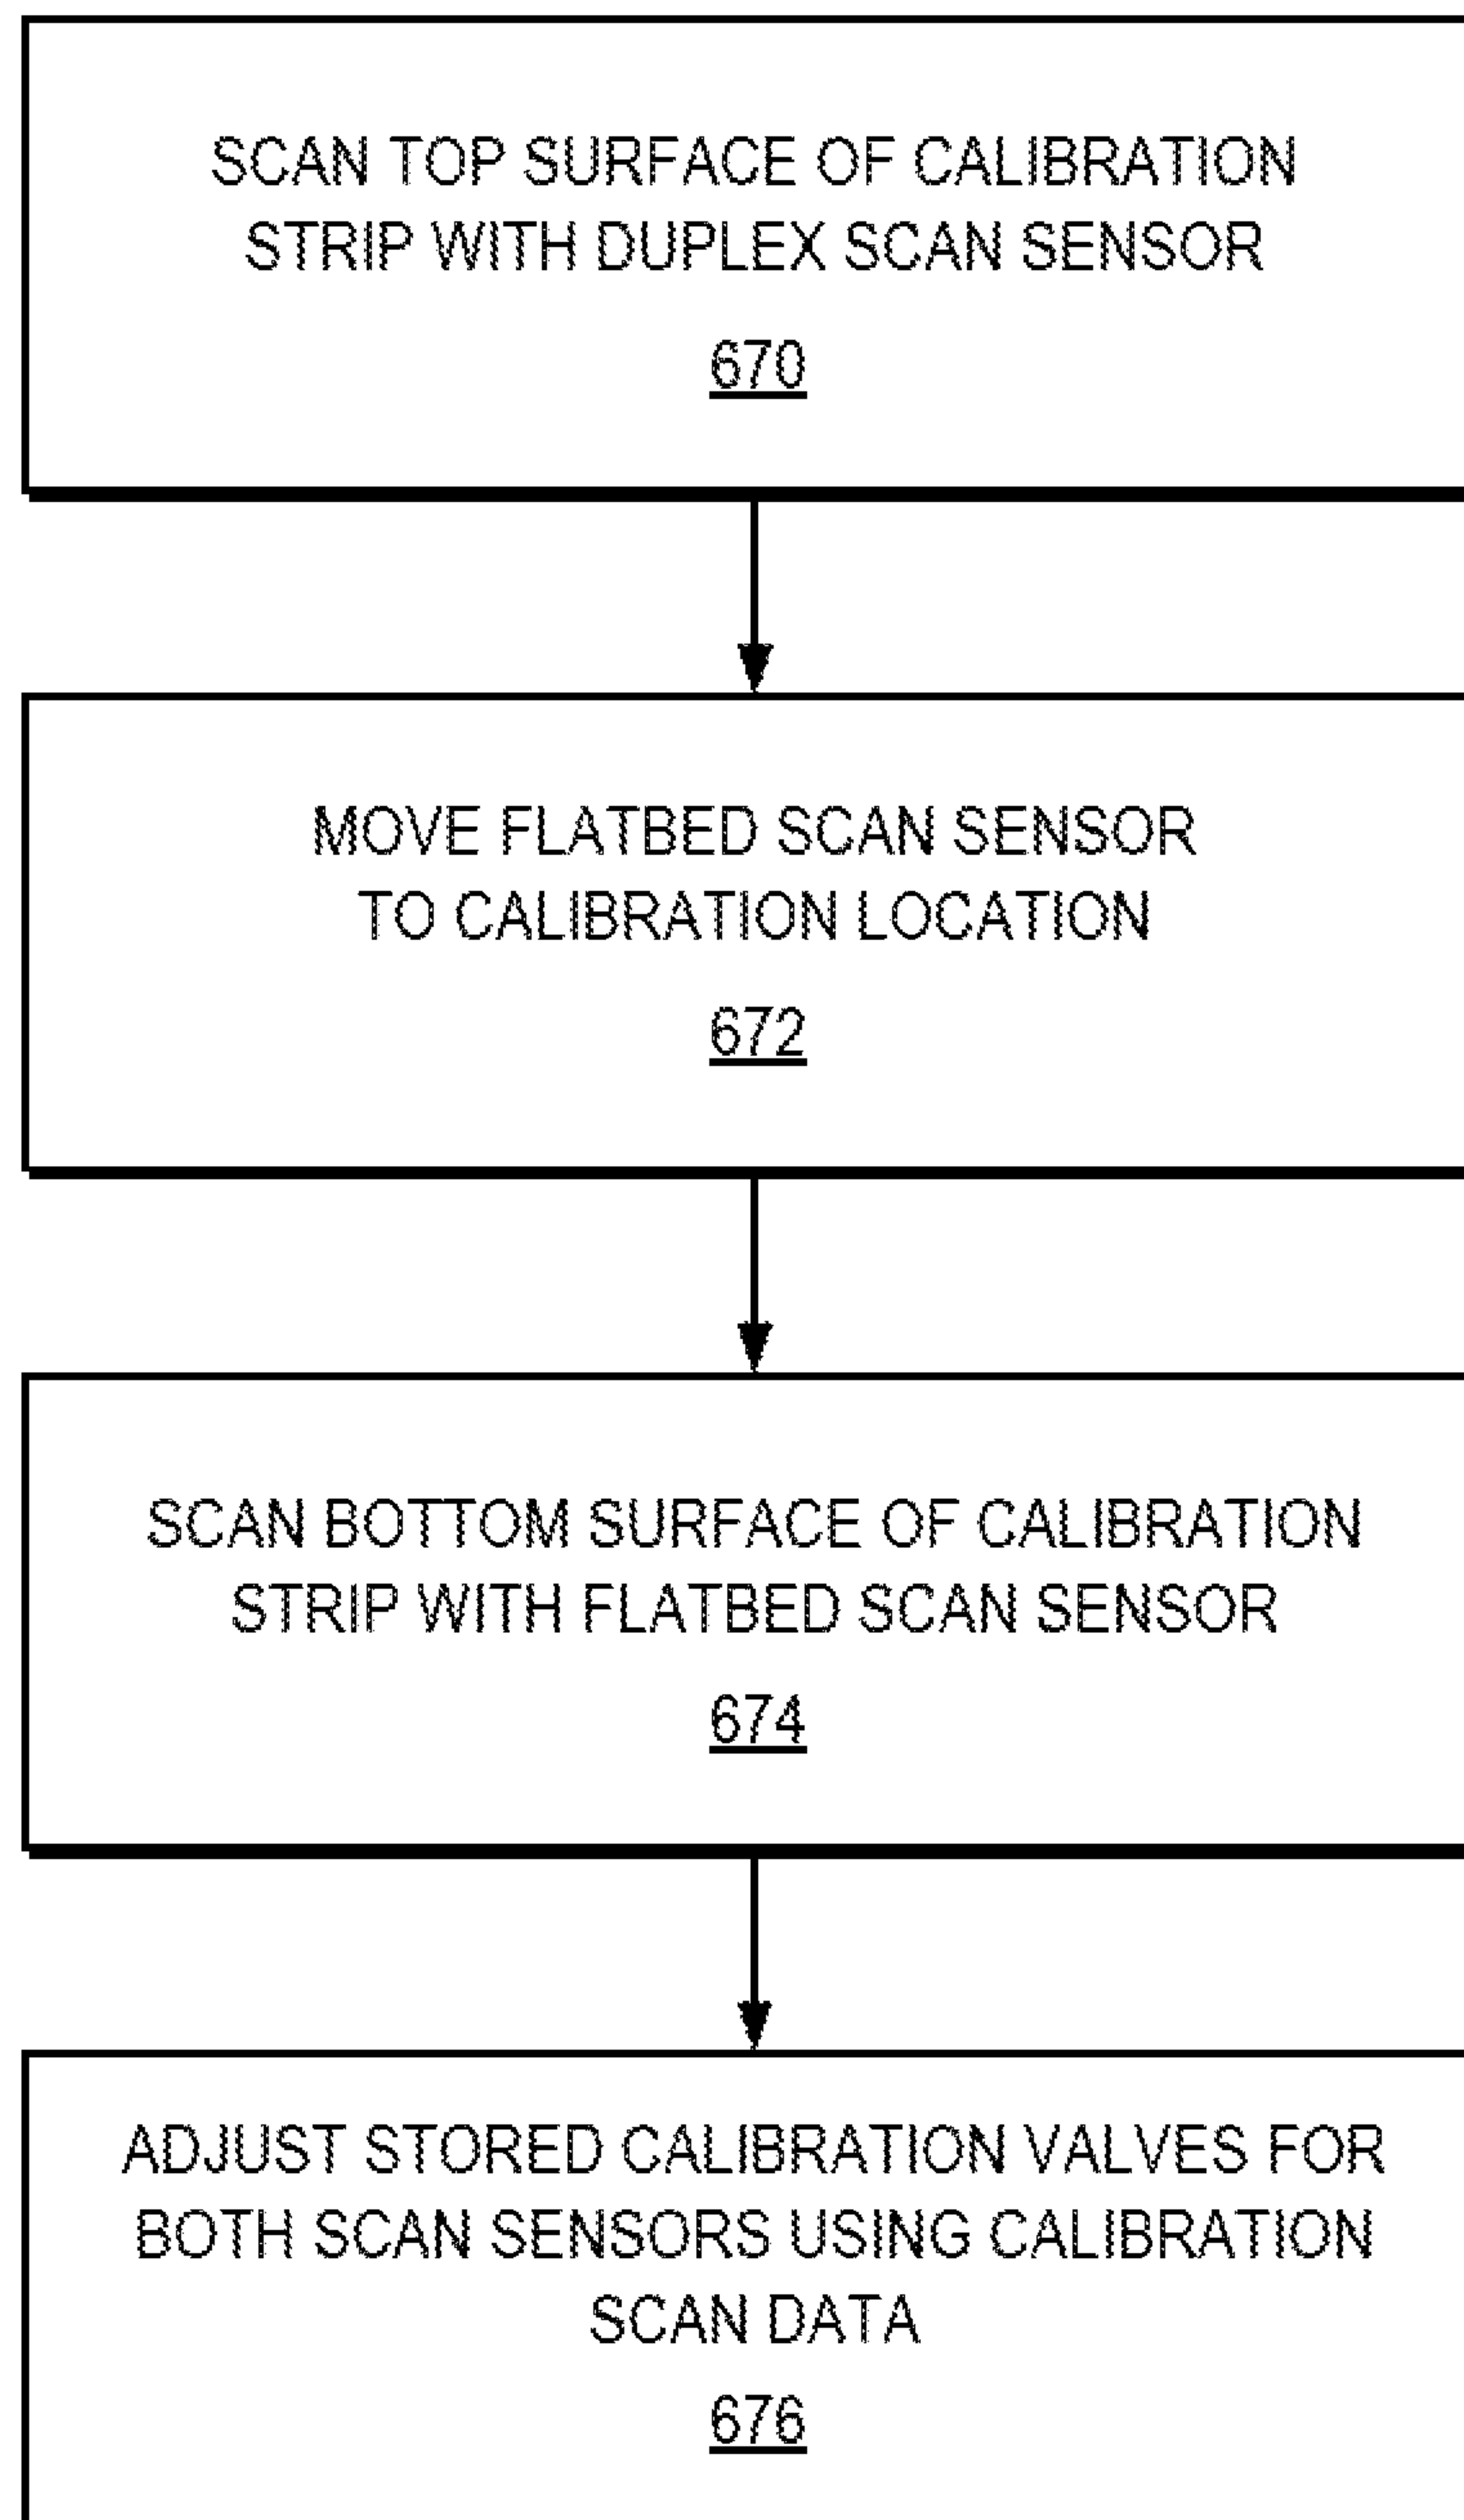 SCAN TOP SURFACE OF CALIBRATION
STRIP WITH DUPLEX SCAN SENSOR
670
MOVE FLATBED SCAN SENSOR
TO CALIBRATION LOCATION
672
SCAN BOTTOM SURFACE OF CALIBRATION
STRIP WITH FLATBED SCAN SENSOR
674
ADJUST STORED CALIBRATION VALVES FOR
BOTH SCAN SENSORS USING CALIBRATION
SCAN DATA
676